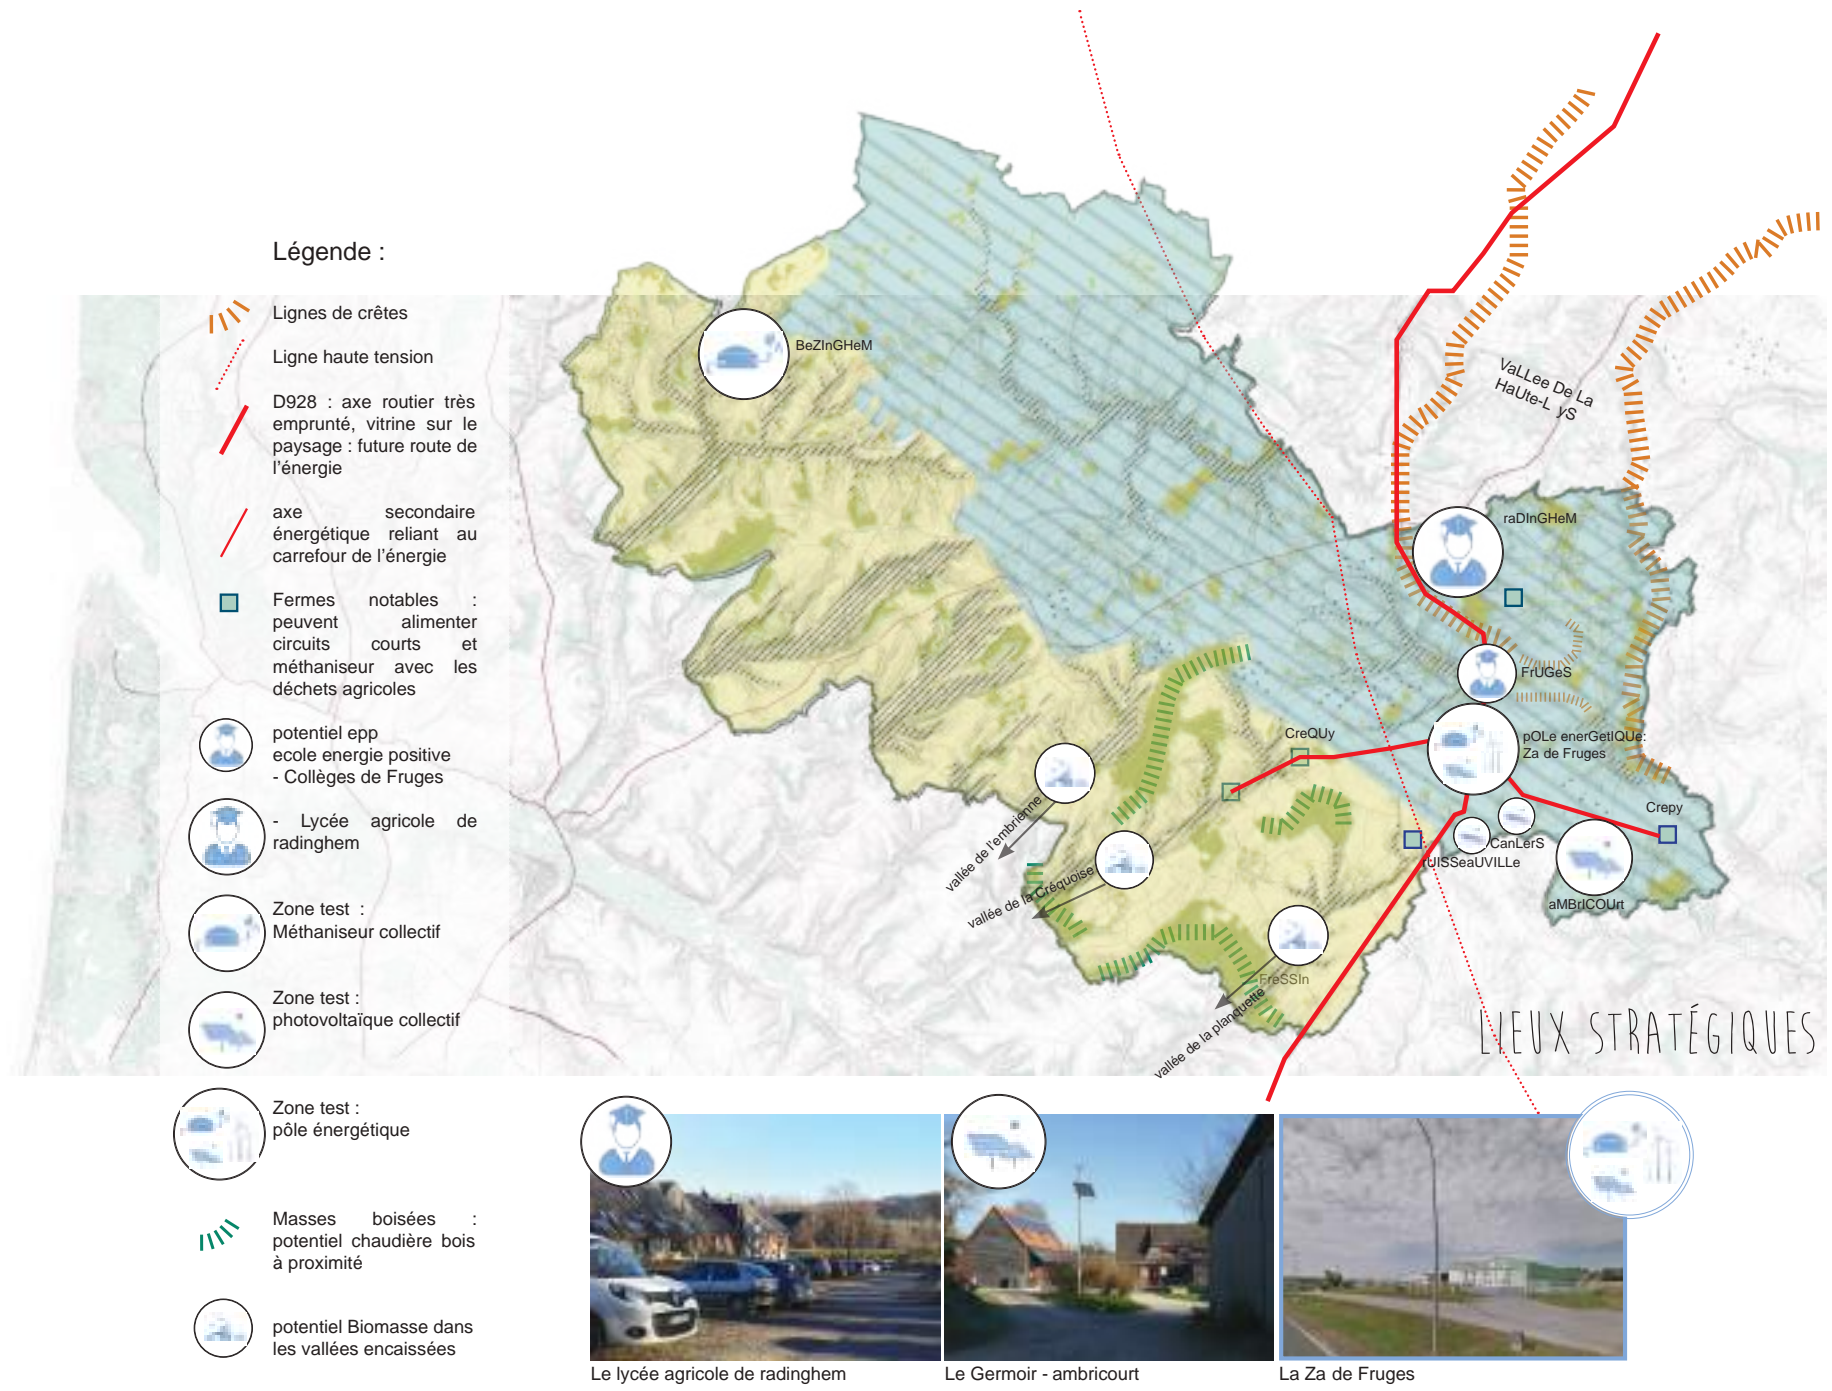 Légende :
Lignes de crêtes
Ligne haute tension
D928 : axe routier très
emprunté, vitrine sur le
paysage : future route de
l'énergie
axe secondaire
énergétique reliant au
carrefour de l'énergie
Fermes notables :
peuvent alimenter
circuits courts et
méthaniseur avec les
déchets agricoles
potentiel epp
ecole energie positive
- Collèges de Fruges
- Lycée agricole de
radinghem
Zone test :
Méthaniseur collectif
Zone test :
photovoltaïque collectif
Zone test :
pôle énergétique
Masses boisées :
potentiel chaudière bois
à proximité
potentiel Biomasse dans
les vallées encaissées
BeZInGHeM
VaLLee De La
HaUte-L yS
raDInGHeM
FrUGeS
pOLe enerGetIQUe:
Za de Fruges
CreQUy
Crepy
CanLerS
rUISSeaUVILLe
aMBrICOUrt
vallée de l'embrienne
vallée de la Créquoise
FreSSIn
vallée de la planquette
LIEUX STRATÉGIQUES
Le lycée agricole de radinghem
Le Germoir - ambricourt
La Za de Fruges